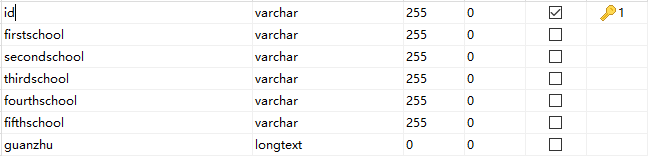 id varchar 255 0 1
firstschool varchar 255 0
secondschool varchar 255 0
thirdschool varchar 255 0
fourthschool varchar 255 0
fifthschool varchar 255 0
guanzhu longtext 0 0